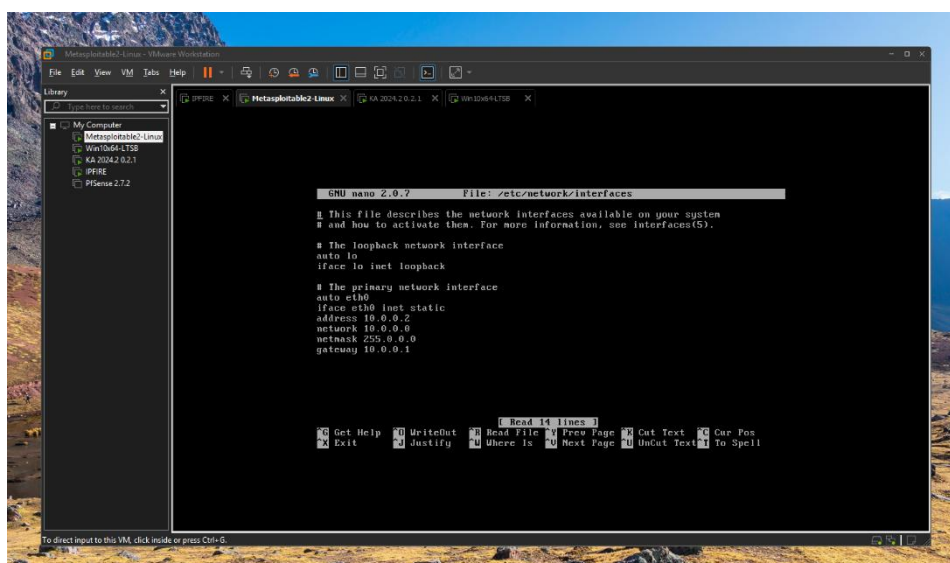 Metasploitable2-Linux - VMware Workstation
File Edit View VM Tabs Help
Library
Type here to search
My Computer
Metasploitable2-Linux
Win10x64-LTSB
KA 2024.2 0.2.1
IPFIRE
PfSense 2.7.2
IPFIRE Metasploitable2-Linux KA 2024.2 0.2.1 Win10x64-LTSB
GNU nano 2.0.7 File: /etc/network/interfaces
# This file describes the network interfaces available on your system
# and how to activate them. For more information, see interfaces(5).
# The loopback network interface
auto lo
iface lo inet loopback
# The primary network interface
auto eth0
iface eth0 inet static
address 10.0.0.2
network 10.0.0.0
netmask 255.0.0.0
gateway 10.0.0.1
[ Read 14 lines ]
^G Get Help ^O WriteOut ^R Read File ^Y Prev Page ^K Cut Text ^C Cur Pos
^X Exit ^J Justify ^W Where Is ^V Next Page ^U UnCut Text ^T To Spell
To direct input to this VM, click inside or press Ctrl+G.